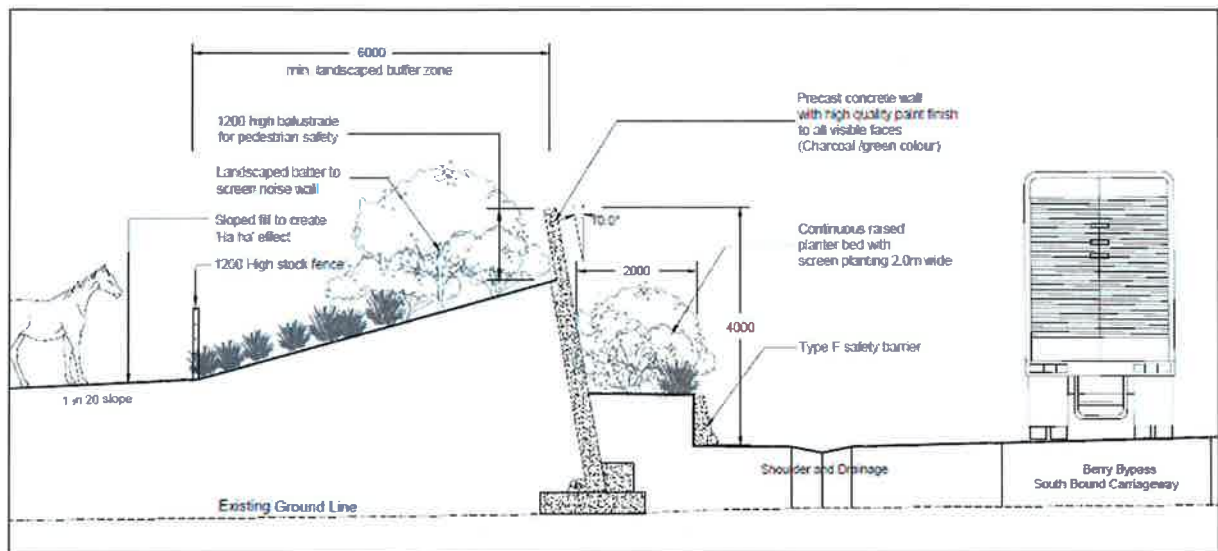 6000
min. landscaped buffer zone
1200 high balustrade
for pedestrian safety
Landscaped batter to
screen noise wall
Sloped fill to create
'Ha ha' effect
1200 High stock fence
1 in 20 slope
Precast concrete wall
with high quality paint finish
to all visible faces
(Charcoal /green colour)
10.0°
Continuous raised
planter bed with
screen planting 2.0m wide
2000
4000
Type F safety barrier
Shoulder and Drainage
Berry Bypass
South Bound Carriageway
Existing Ground Line